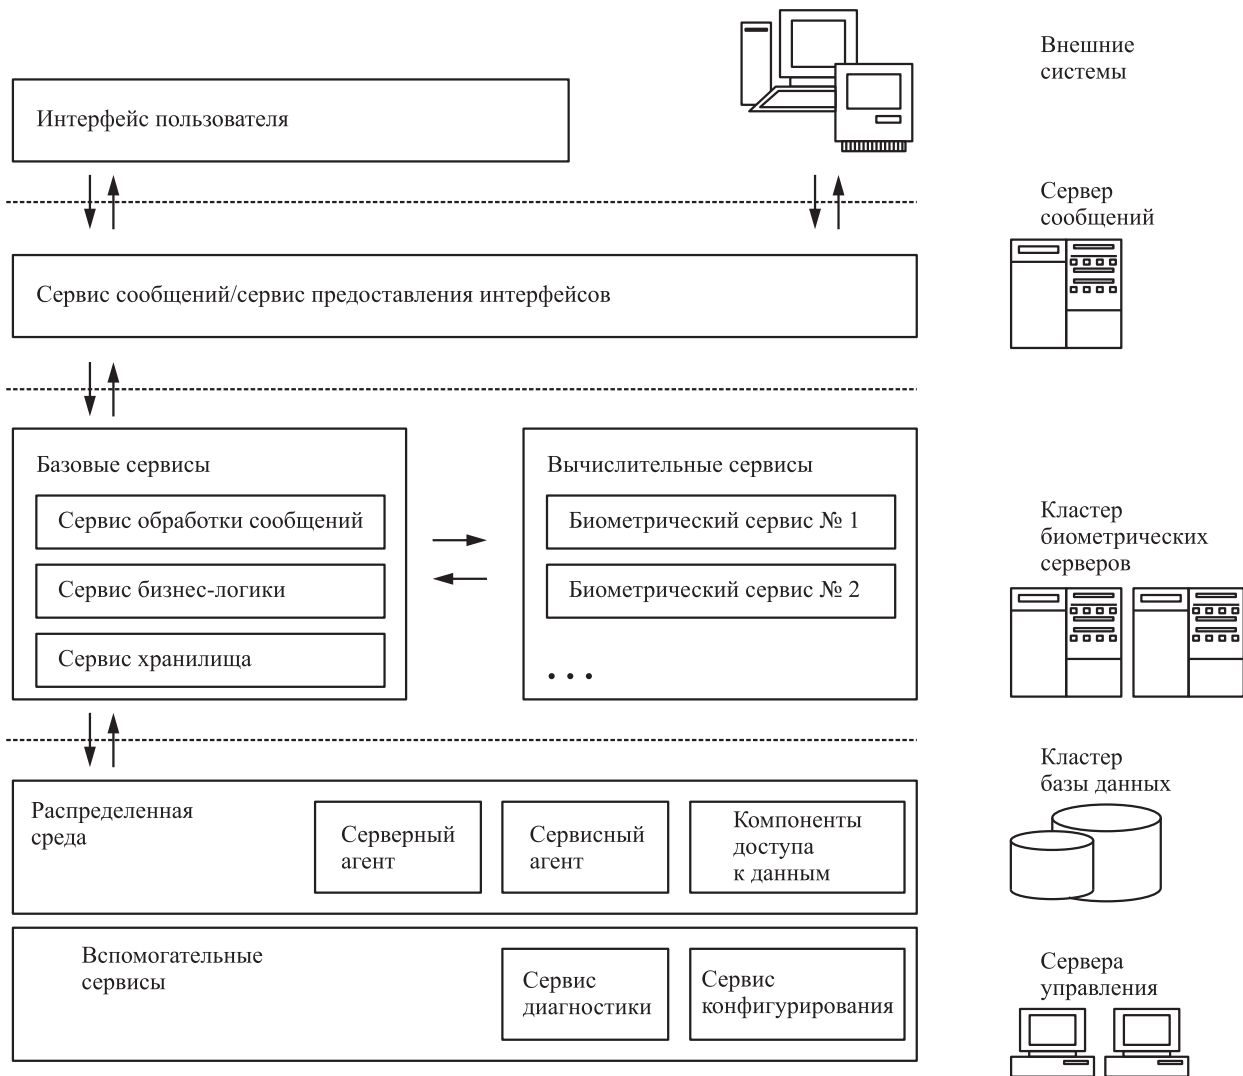 Внешние
системы
Интерфейс пользователя
Сервер
сообщений
Сервис сообщений/сервис предоставления интерфейсов
Базовые сервисы
Сервис обработки сообщений
Сервис бизнес-логики
Сервис хранилища
Вычислительные сервисы
Биометрический сервис № 1
Биометрический сервис № 2
. . .
Кластер
биометрических
серверов
Кластер
базы данных
Распределенная
среда
Серверный
агент
Сервисный
агент
Компоненты
доступа
к данным
Вспомогательные
сервисы
Сервис
диагностики
Сервис
конфигурирования
Сервера
управления